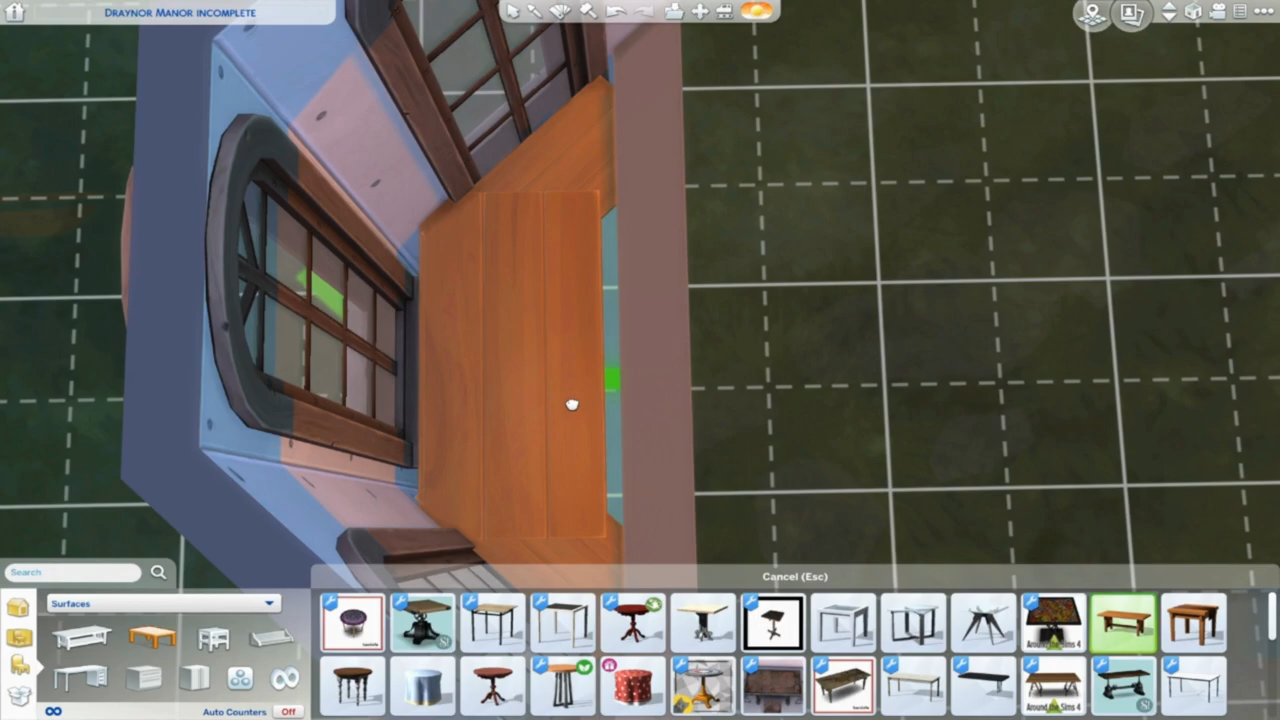 DRAYNOR MANOR INCOMPLETE
Cancel (Esc)
Search
Surfaces
Around the Sims 4
Around the Sims 4
Auto Counters Off